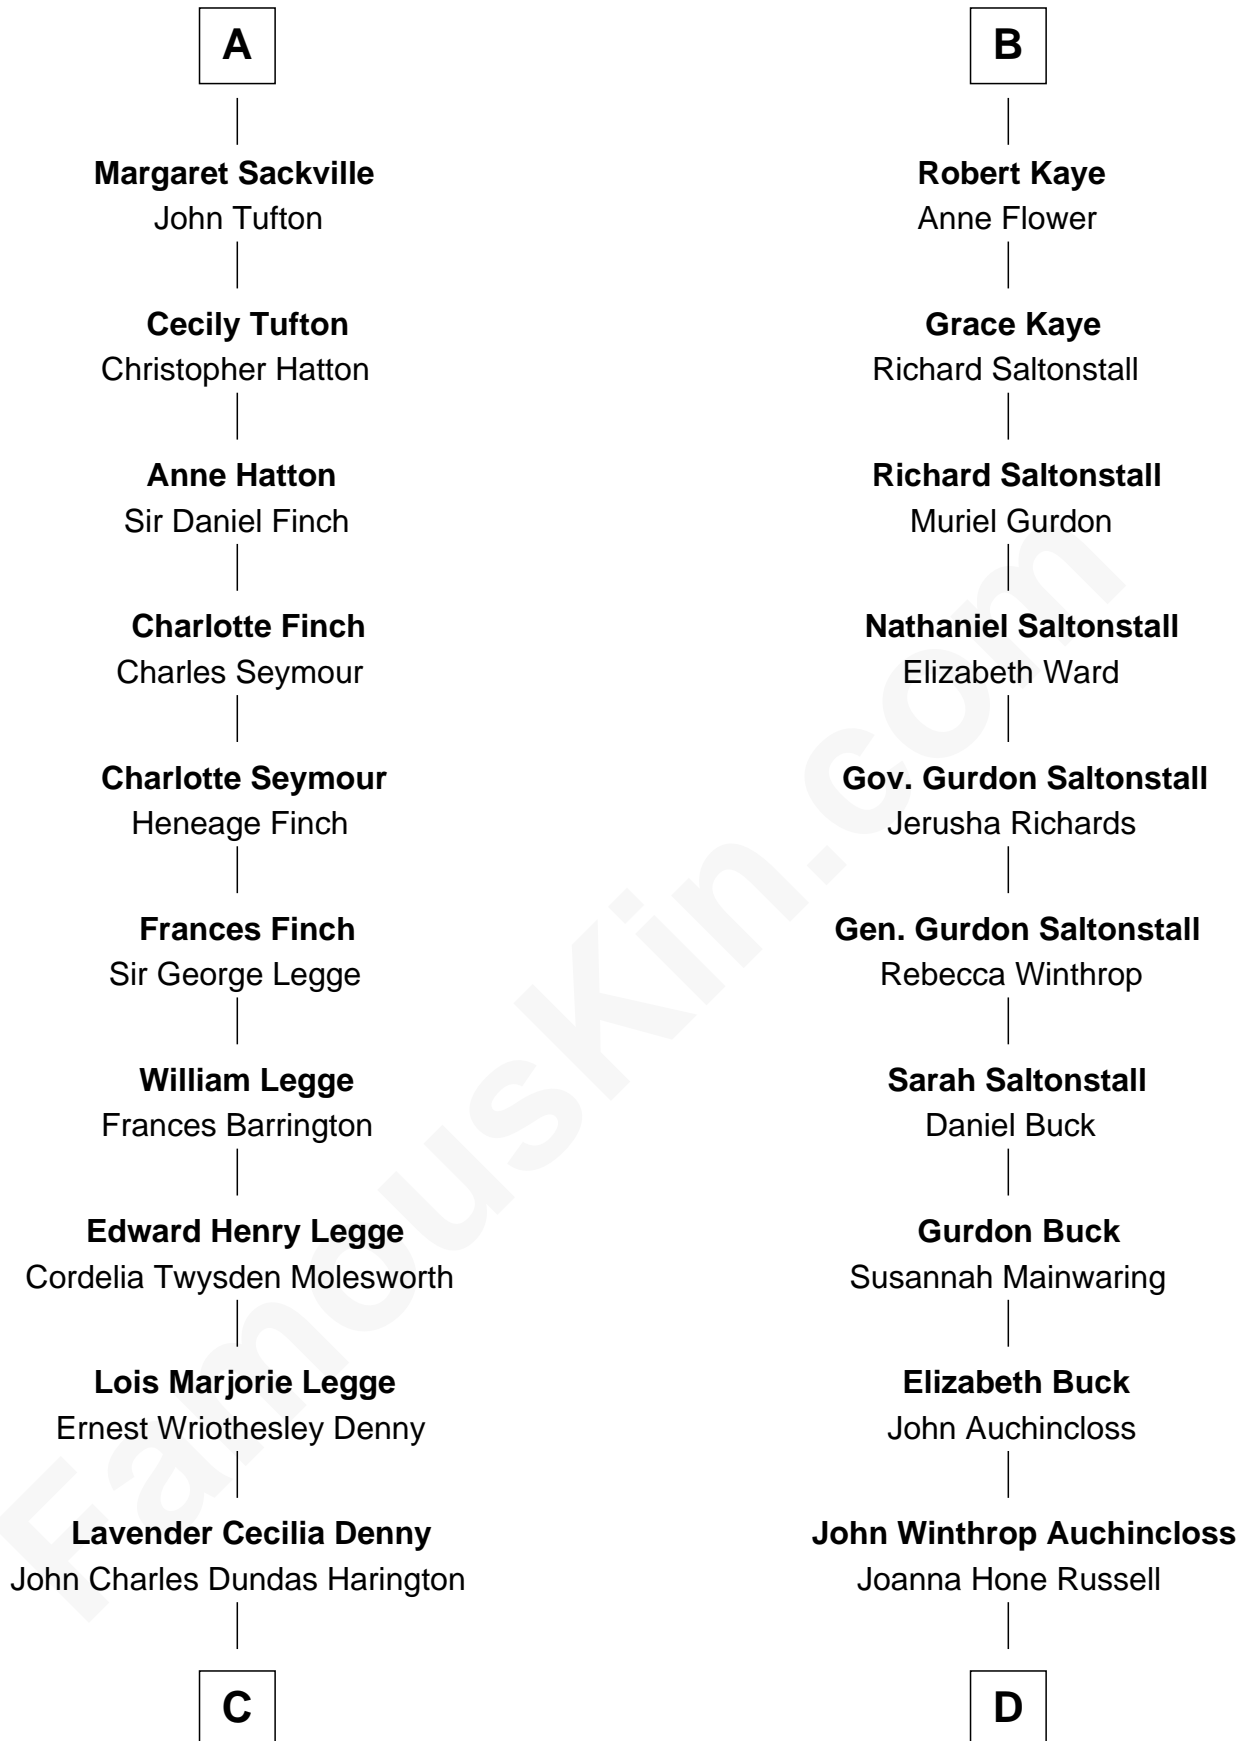 A
Margaret Sackville
John Tufton
Cecily Tufton
Christopher Hatton
Anne Hatton
Sir Daniel Finch
Charlotte Finch
Charles Seymour
Charlotte Seymour
Heneage Finch
Frances Finch
Sir George Legge
William Legge
Frances Barrington
Edward Henry Legge
Cordelia Twysden Molesworth
Lois Marjorie Legge
Ernest Wriothesley Denny
Lavender Cecilia Denny
John Charles Dundas Harington
C
B
Robert Kaye
Anne Flower
Grace Kaye
Richard Saltonstall
Richard Saltonstall
Muriel Gurdon
Nathaniel Saltonstall
Elizabeth Ward
Gov. Gurdon Saltonstall
Jerusha Richards
Gen. Gurdon Saltonstall
Rebecca Winthrop
Sarah Saltonstall
Daniel Buck
Gurdon Buck
Susannah Mainwaring
Elizabeth Buck
John Auchincloss
John Winthrop Auchincloss
Joanna Hone Russell
D
FamousKin.com